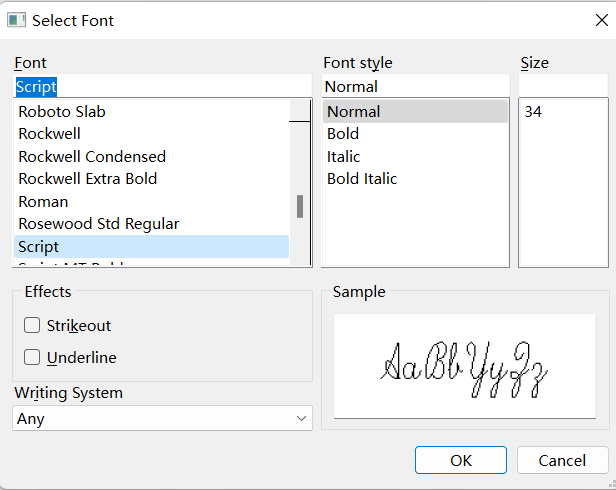 Select Font
Font
Script
Roboto Slab
Rockwell
Rockwell Condensed
Rockwell Extra Bold
Roman
Rosewood Std Regular
Script
Font style
Normal
Normal
Bold
Italic
Bold Italic
Size
34
Effects
Strikeout
Underline
Sample
AaBbYyZz
Writing System
Any
OK
Cancel